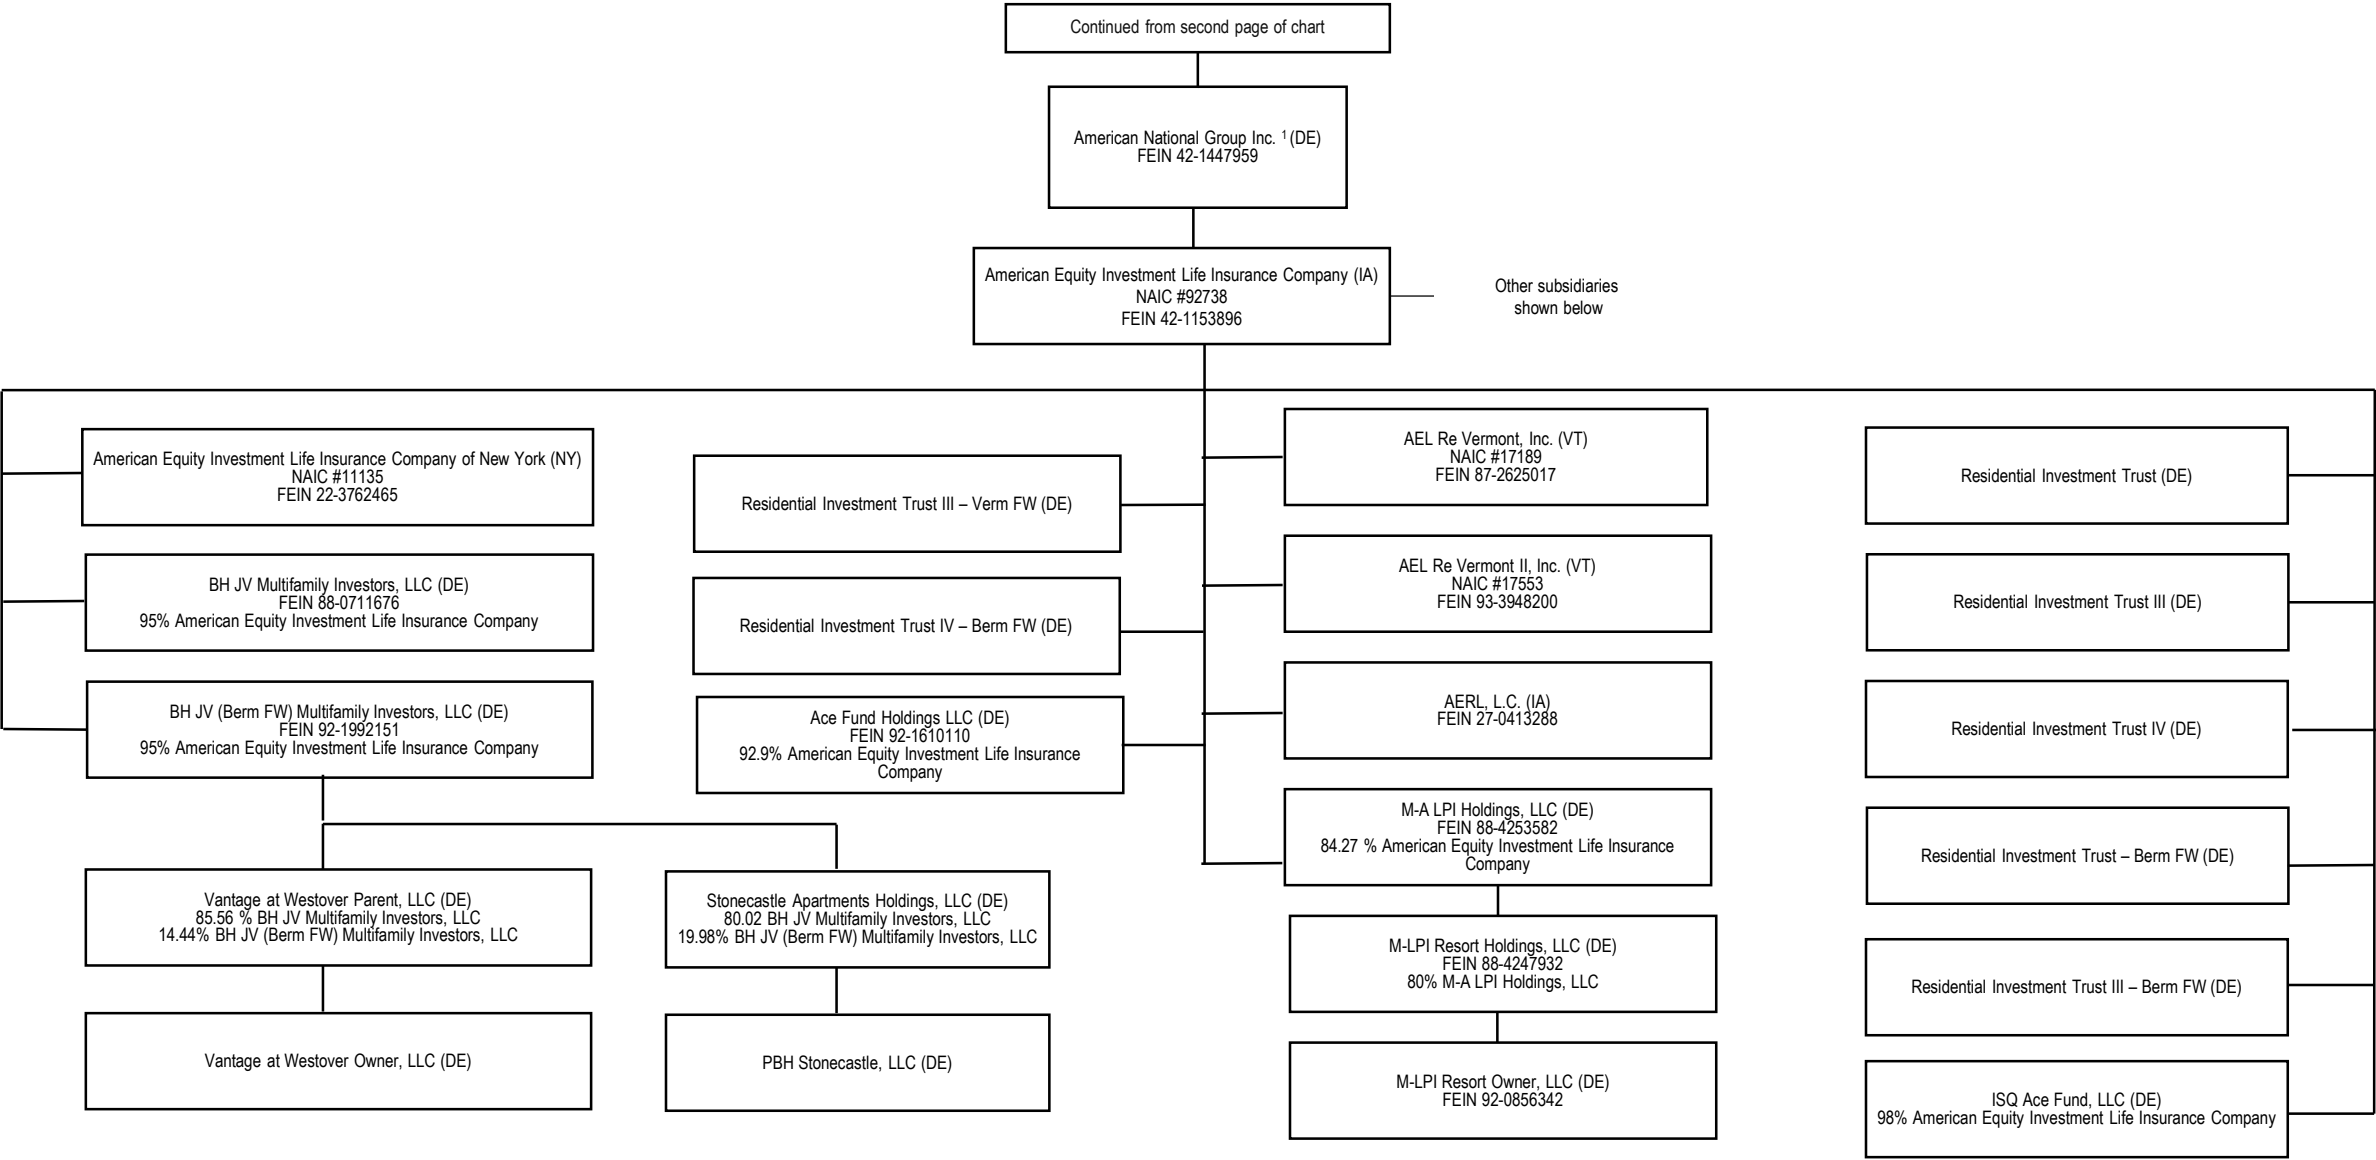 Continued from second page of chart
American National Group Inc. ¹ (DE)
FEIN 42-1447959
American Equity Investment Life Insurance Company (IA)
NAIC #92738
FEIN 42-1153896
Other subsidiaries
shown below
American Equity Investment Life Insurance Company of New York (NY)
NAIC #11135
FEIN 22-3762465
BH JV Multifamily Investors, LLC (DE)
FEIN 88-0711676
95% American Equity Investment Life Insurance Company
BH JV (Berm FW) Multifamily Investors, LLC (DE)
FEIN 92-1992151
95% American Equity Investment Life Insurance Company
Vantage at Westover Parent, LLC (DE)
85.56 % BH JV Multifamily Investors, LLC
14.44% BH JV (Berm FW) Multifamily Investors, LLC
Vantage at Westover Owner, LLC (DE)
Stonecastle Apartments Holdings, LLC (DE)
80.02 BH JV Multifamily Investors, LLC
19.98% BH JV (Berm FW) Multifamily Investors, LLC
PBH Stonecastle, LLC (DE)
Residential Investment Trust III – Verm FW (DE)
Residential Investment Trust IV – Berm FW (DE)
Ace Fund Holdings LLC (DE)
FEIN 92-1610110
92.9% American Equity Investment Life Insurance
Company
AEL Re Vermont, Inc. (VT)
NAIC #17189
FEIN 87-2625017
AEL Re Vermont II, Inc. (VT)
NAIC #17553
FEIN 93-3948200
AERL, L.C. (IA)
FEIN 27-0413288
M-A LPI Holdings, LLC (DE)
FEIN 88-4253582
84.27 % American Equity Investment Life Insurance
Company
M-LPI Resort Holdings, LLC (DE)
FEIN 88-4247932
80% M-A LPI Holdings, LLC
M-LPI Resort Owner, LLC (DE)
FEIN 92-0856342
Residential Investment Trust (DE)
Residential Investment Trust III (DE)
Residential Investment Trust IV (DE)
Residential Investment Trust – Berm FW (DE)
Residential Investment Trust III – Berm FW (DE)
ISQ Ace Fund, LLC (DE)
98% American Equity Investment Life Insurance Company